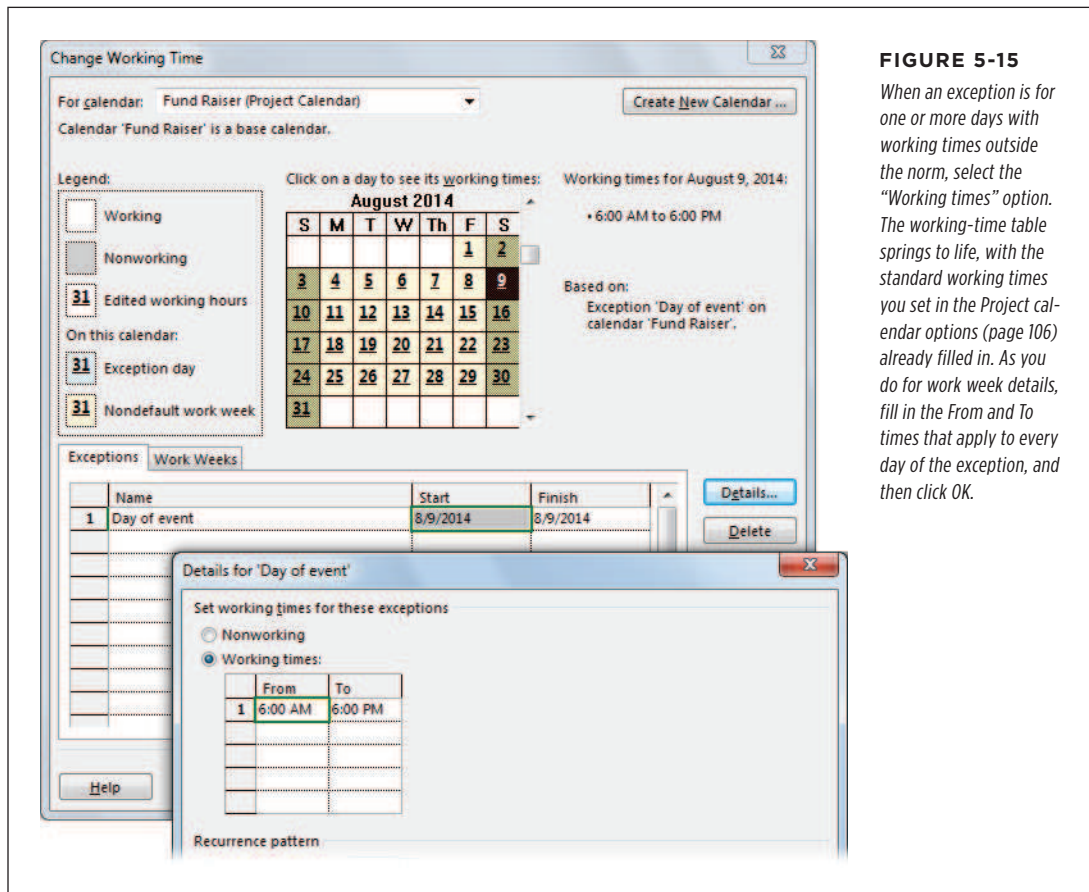 Change Working Time
For calendar: Fund Raiser (Project Calendar)
Create New Calendar ...
Calendar 'Fund Raiser' is a base calendar.
Legend:
Working
Nonworking
31 Edited working hours
On this calendar:
31 Exception day
31 Nondefault work week
Click on a day to see its working times:
August 2014
S M T W Th F S
1 2
3 4 5 6 7 8 9
10 11 12 13 14 15 16
17 18 19 20 21 22 23
24 25 26 27 28 29 30
31
Working times for August 9, 2014:
• 6:00 AM to 6:00 PM
Based on:
Exception 'Day of event' on
calendar 'Fund Raiser'.
Exceptions Work Weeks
Name Start Finish
1 Day of event 8/9/2014 8/9/2014
Details...
Delete
Help
Details for 'Day of event'
Set working times for these exceptions
Nonworking
Working times:
From To
1 6:00 AM 6:00 PM
Recurrence pattern
FIGURE 5-15
When an exception is for
one or more days with
working times outside
the norm, select the
“Working times” option.
The working-time table
springs to life, with the
standard working times
you set in the Project cal-
endar options (page 106)
already filled in. As you
do for work week details,
fill in the From and To
times that apply to every
day of the exception, and
then click OK.